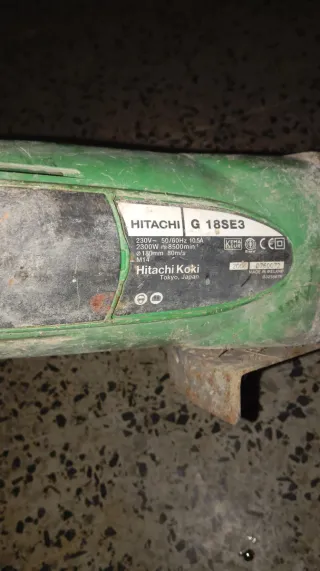 HITACHI G 18SE3
230V~ 50/60Hz 10.5A
2300W 8500min⁻¹
⌀180mm 80m/s
M14
Hitachi Koki
Tokyo, Japan
MADE IN IRELAND